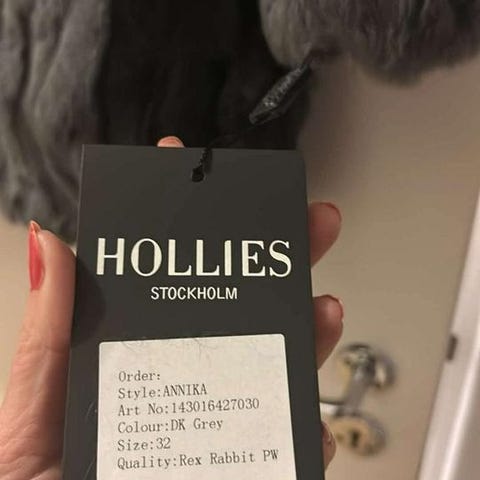 HOLLIES
STOCKHOLM
Order:
Style:ANNIKA
Art No:143016427030
Colour:DK Grey
Size:32
Quality:Rex Rabbit PW